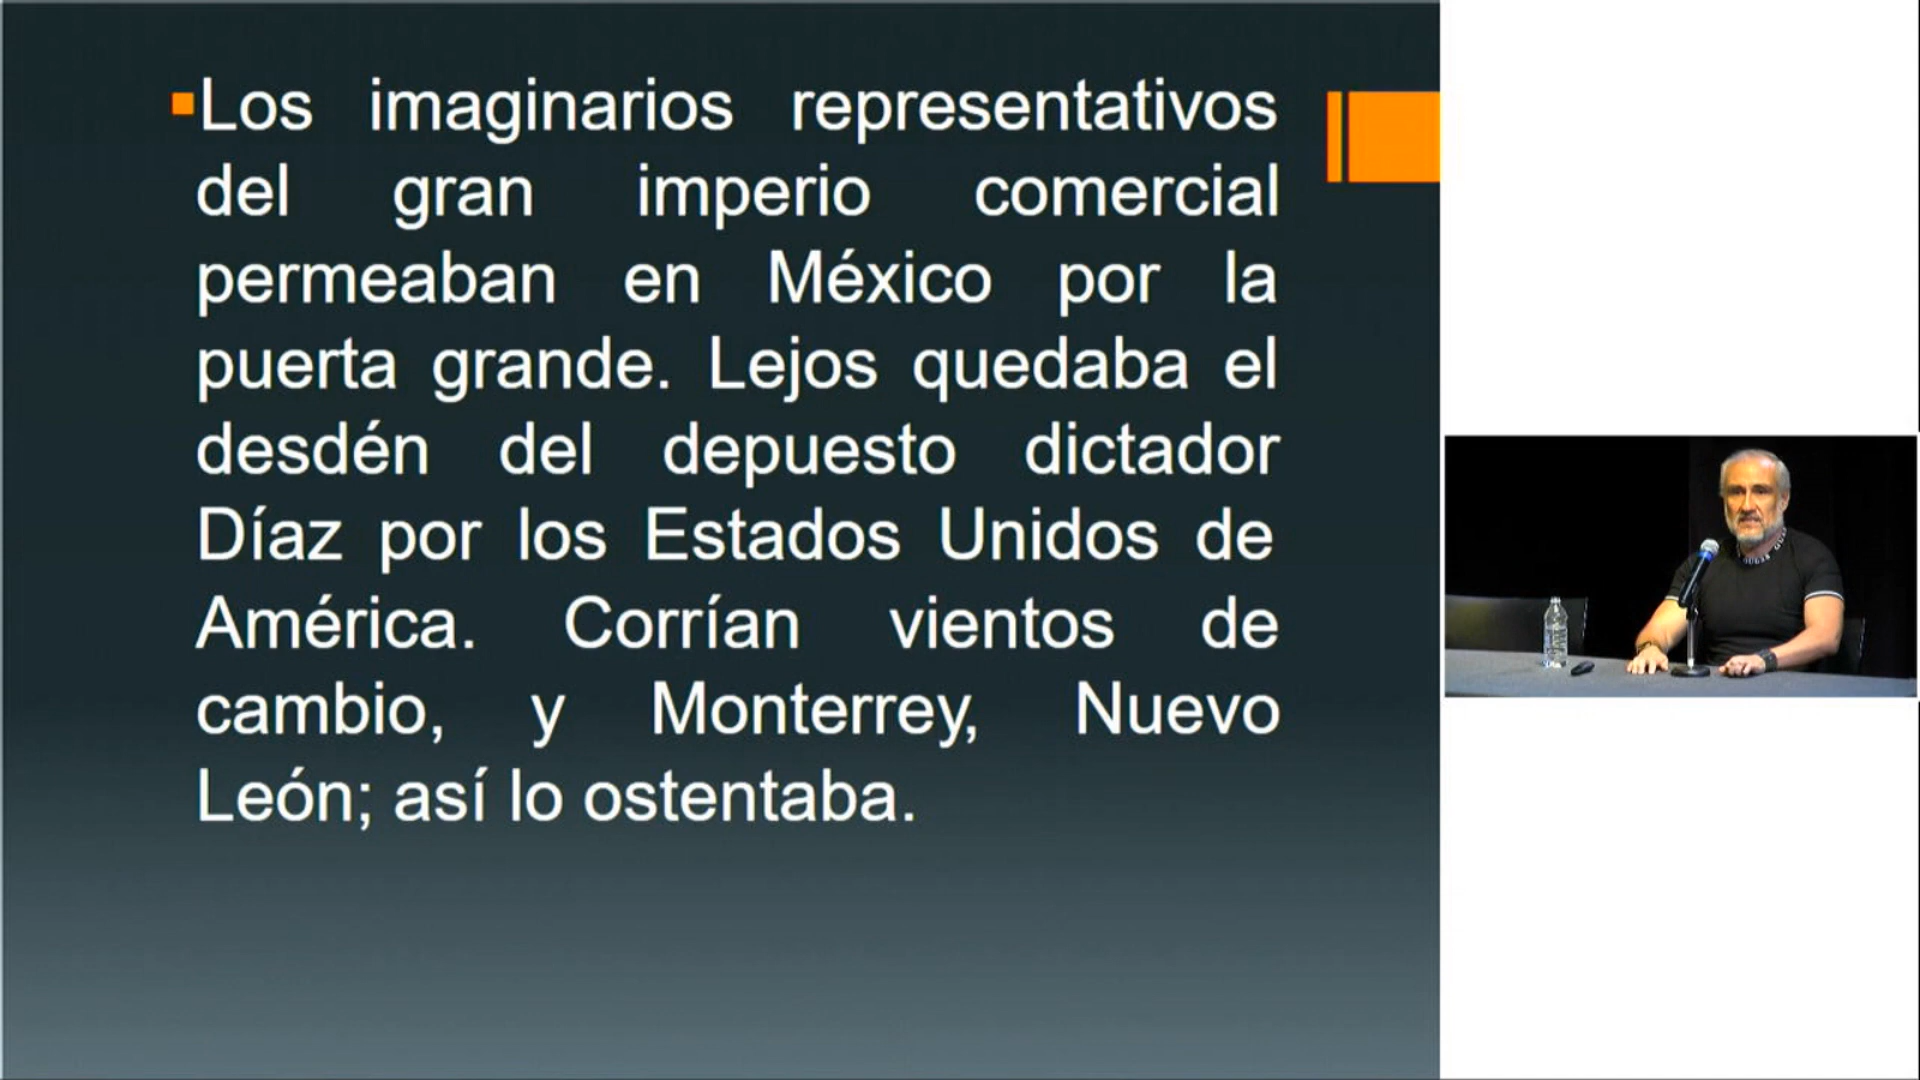 Los imaginarios representativos
del gran imperio comercial
permeaban en México por la
puerta grande. Lejos quedaba el
desdén del depuesto dictador
Díaz por los Estados Unidos de
América. Corrían vientos de
cambio, y Monterrey, Nuevo
León; así lo ostentaba.